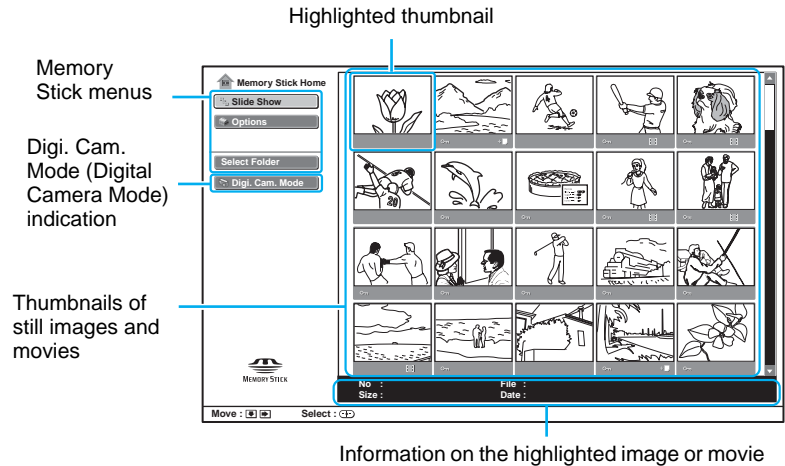 Highlighted thumbnail
Memory
Stick menus
Memory Stick Home
Slide Show
Options
Select Folder
Digi. Cam. Mode
Digi. Cam.
Mode (Digital
Camera Mode)
indication
Thumbnails of
still images and
movies
28
MEMORY STICK
No :
File :
Size :
Date :
Move :
Select :
Information on the highlighted image or movie